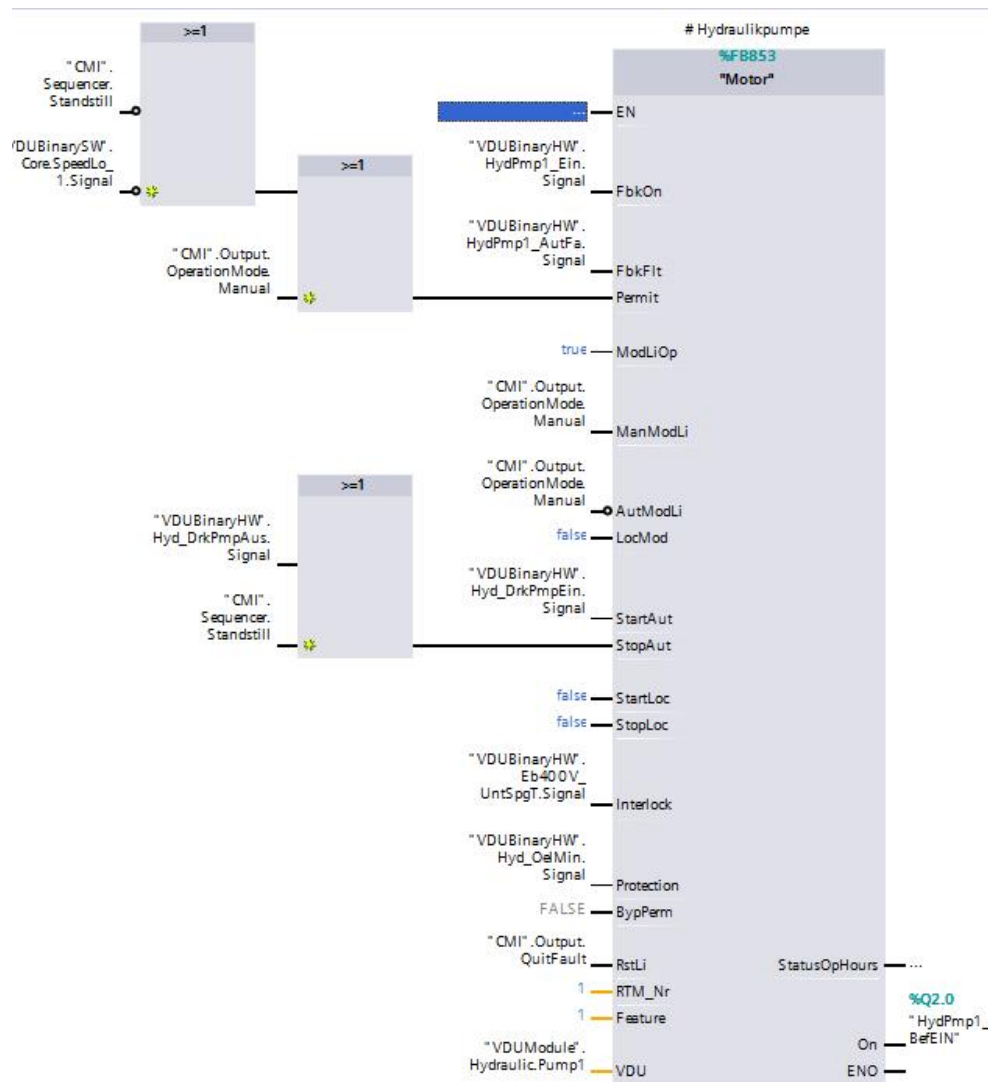 >=1
"CMI".
Sequencer.
Standstill
/DUBinarySW".
Core.SpeedLo_
1.Signal
>=1
"CMI".Output.
OperationMode.
Manual
# Hydraulikpumpe
%FB853
"Motor"
...
EN
"VDUBinaryHW".
HydPmp1_Ein.
Signal
FbkOn
"VDUBinaryHW".
HydPmp1_AutFa.
Signal
FbkFlt
Permit
true
ModLiOp
"CMI".Output.
OperationMode.
Manual
ManModLi
"CMI".Output.
OperationMode.
Manual
AutModLi
false
LocMod
>=1
"VDUBinaryHW".
Hyd_DrkPmpAus.
Signal
"CMI".
Sequencer.
Standstill
"VDUBinaryHW".
Hyd_DrkPmpEin.
Signal
StartAut
StopAut
false
StartLoc
false
StopLoc
"VDUBinaryHW".
Eb400V_
UntSpgT.Signal
Interlock
"VDUBinaryHW".
Hyd_OelMin.
Signal
Protection
FALSE
BypPerm
"CMI".Output.
QuitFault
RstLi
StatusOpHours
...
1
RTM_Nr
1
Feature
%Q2.0
"HydPmp1_
BefEIN"
On
"VDUModule".
Hydraulic.Pump1
VDU
ENO